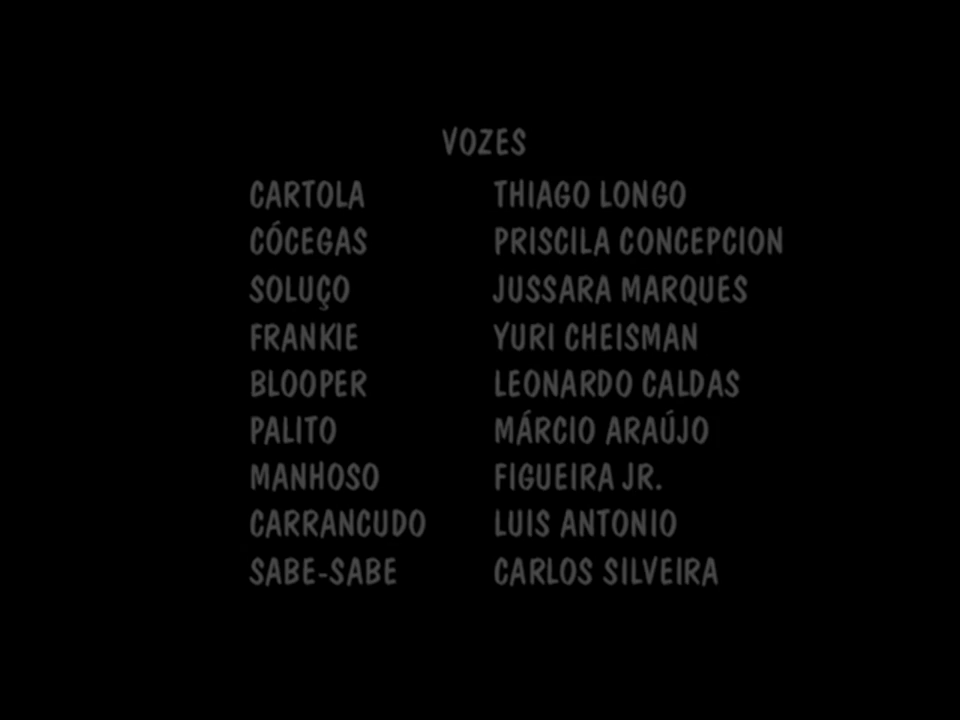 VOZES
CARTOLA THIAGO LONGO
CÓCEGAS PRISCILA CONCEPCION
SOLUÇO JUSSARA MARQUES
FRANKIE YURI CHEISMAN
BLOOPER LEONARDO CALDAS
PALITO MÁRCIO ARAÚJO
MANHOSO FIGUEIRA JR.
CARRANCUDO LUIS ANTONIO
SABE-SABE CARLOS SILVEIRA